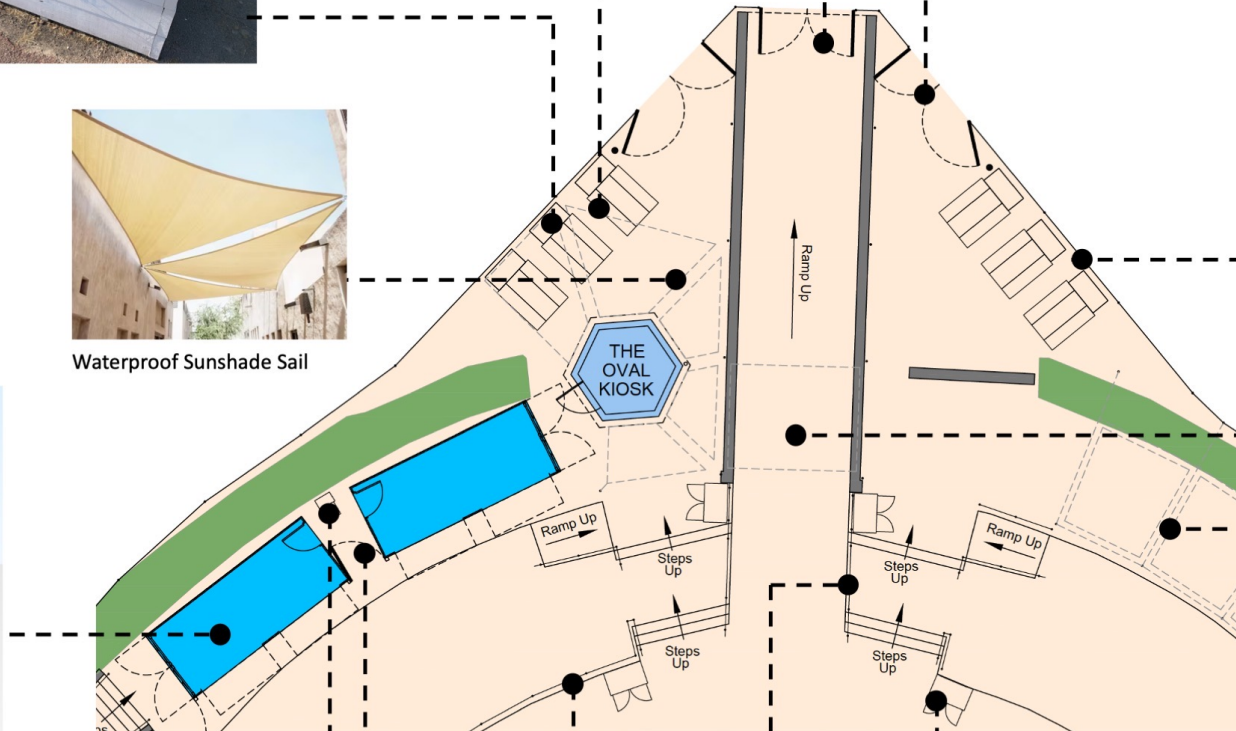 Waterproof Sunshade Sail
THE
OVAL
KIOSK
Ramp Up
Ramp Up
Steps
Up
Steps
Up
Ramp Up
Steps
Up
Steps
Up